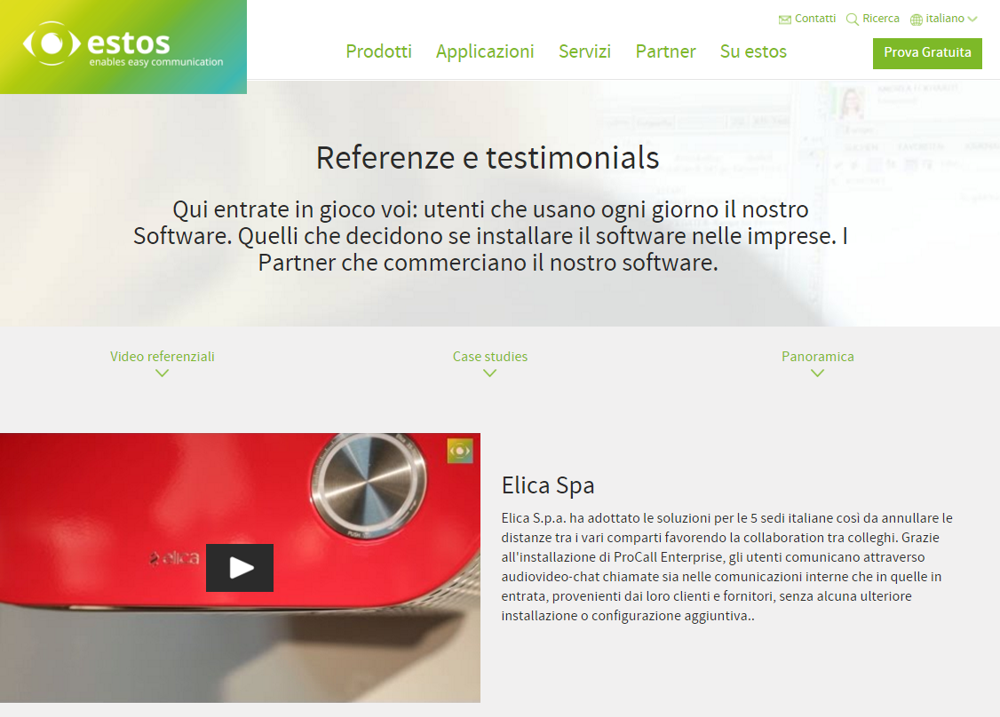 estos
enables easy communication
Contatti
Ricerca
italiano
Prodotti
Applicazioni
Servizi
Partner
Su estos
Prova Gratuita
Referenze e testimonials
Qui entrate in gioco voi: utenti che usano ogni giorno il nostro
Software. Quelli che decidono se installare il software nelle imprese. I
Partner che commerciano il nostro software.
Video referenziali
Case studies
Panoramica
elica
PUSH
Elica Spa
Elica S.p.a. ha adottato le soluzioni per le 5 sedi italiane così da annullare le
distanze tra i vari comparti favorendo la collaboration tra colleghi. Grazie
all'installazione di ProCall Enterprise, gli utenti comunicano attraverso
audiovideo-chat chiamate sia nelle comunicazioni interne che in quelle in
entrata, provenienti dai loro clienti e fornitori, senza alcuna ulteriore
installazione o configurazione aggiuntiva..